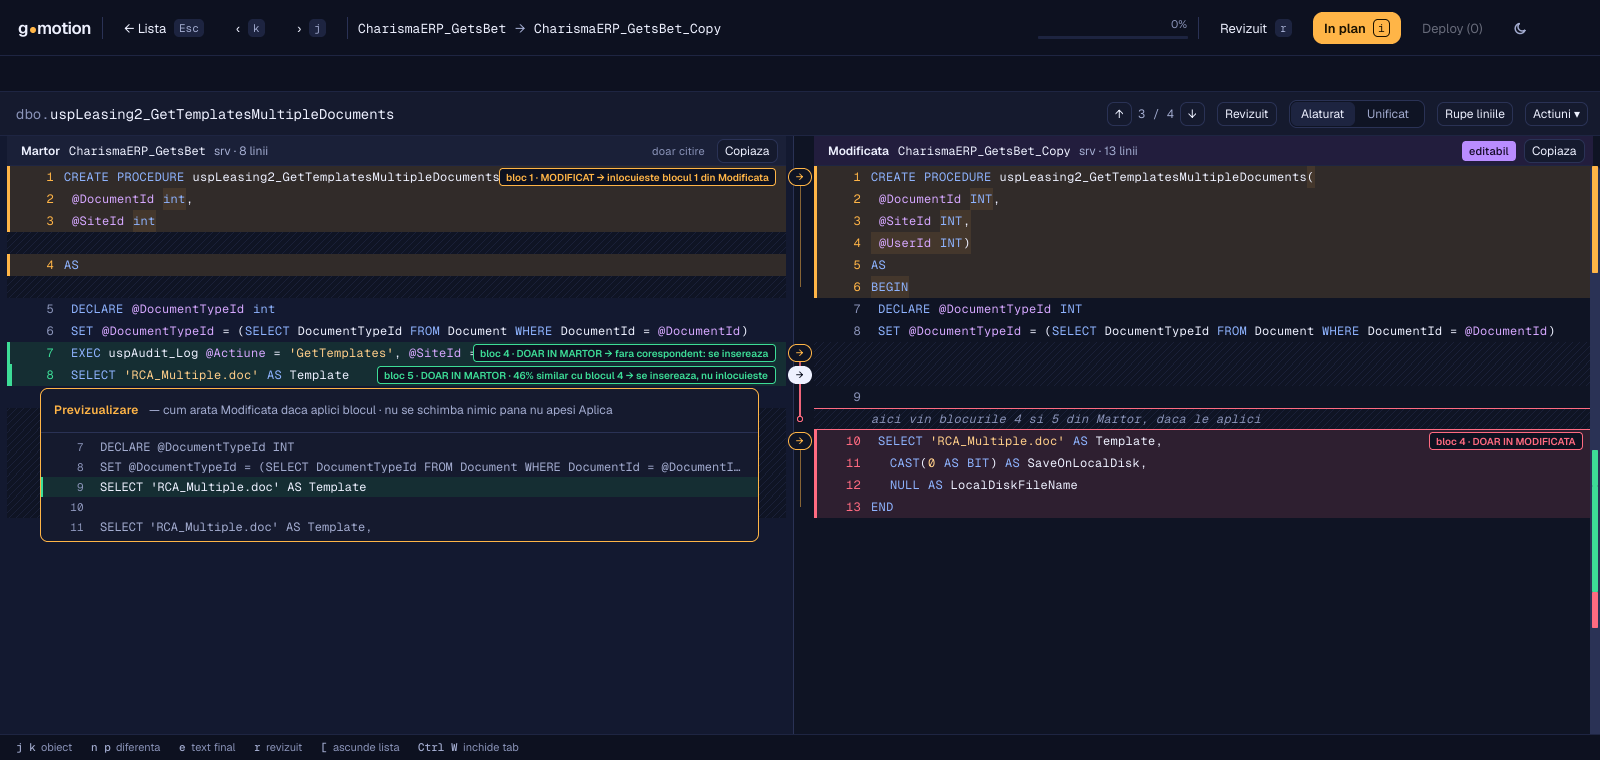 g•motion
← Lista Esc
‹ k
› j
CharismaERP_GetsBet → CharismaERP_GetsBet_Copy
0%
Revizuit r
In plan i
Deploy (0)
dbo.uspLeasing2_GetTemplatesMultipleDocuments
↑ 3 / 4 ↓
Revizuit
Alaturat Unificat
Rupe liniile
Actiuni ▾
Martor CharismaERP_GetsBet srv · 8 linii
doar citire
Copiaza
1 CREATE PROCEDURE uspLeasing2_GetTemplatesMultipleDocuments
bloc 1 · MODIFICAT → inlocuieste blocul 1 din Modificata
2 @DocumentId int,
3 @SiteId int
4 AS
5 DECLARE @DocumentTypeId int
6 SET @DocumentTypeId = (SELECT DocumentTypeId FROM Document WHERE DocumentId = @DocumentId)
7 EXEC uspAudit_Log @Actiune = 'GetTemplates', @SiteId =
bloc 4 · DOAR IN MARTOR → fara corespondent: se insereaza
8 SELECT 'RCA_Multiple.doc' AS Template
bloc 5 · DOAR IN MARTOR · 46% similar cu blocul 4 → se insereaza, nu inlocuieste
Previzualizare — cum arata Modificata daca aplici blocul · nu se schimba nimic pana nu apesi Aplica
7 DECLARE @DocumentTypeId INT
8 SET @DocumentTypeId = (SELECT DocumentTypeId FROM Document WHERE DocumentId = @DocumentI…
9 SELECT 'RCA_Multiple.doc' AS Template
10
11 SELECT 'RCA_Multiple.doc' AS Template,
→
→
→
→
Modificata CharismaERP_GetsBet_Copy srv · 13 linii
editabil
Copiaza
1 CREATE PROCEDURE uspLeasing2_GetTemplatesMultipleDocuments(
2 @DocumentId INT,
3 @SiteId INT,
4 @UserId INT)
5 AS
6 BEGIN
7 DECLARE @DocumentTypeId INT
8 SET @DocumentTypeId = (SELECT DocumentTypeId FROM Document WHERE DocumentId = @DocumentId)
9
aici vin blocurile 4 si 5 din Martor, daca le aplici
10 SELECT 'RCA_Multiple.doc' AS Template,
bloc 4 · DOAR IN MODIFICATA
11 CAST(0 AS BIT) AS SaveOnLocalDisk,
12 NULL AS LocalDiskFileName
13 END
j k obiect n p diferenta e text final r revizuit [ ascunde lista Ctrl W inchide tab